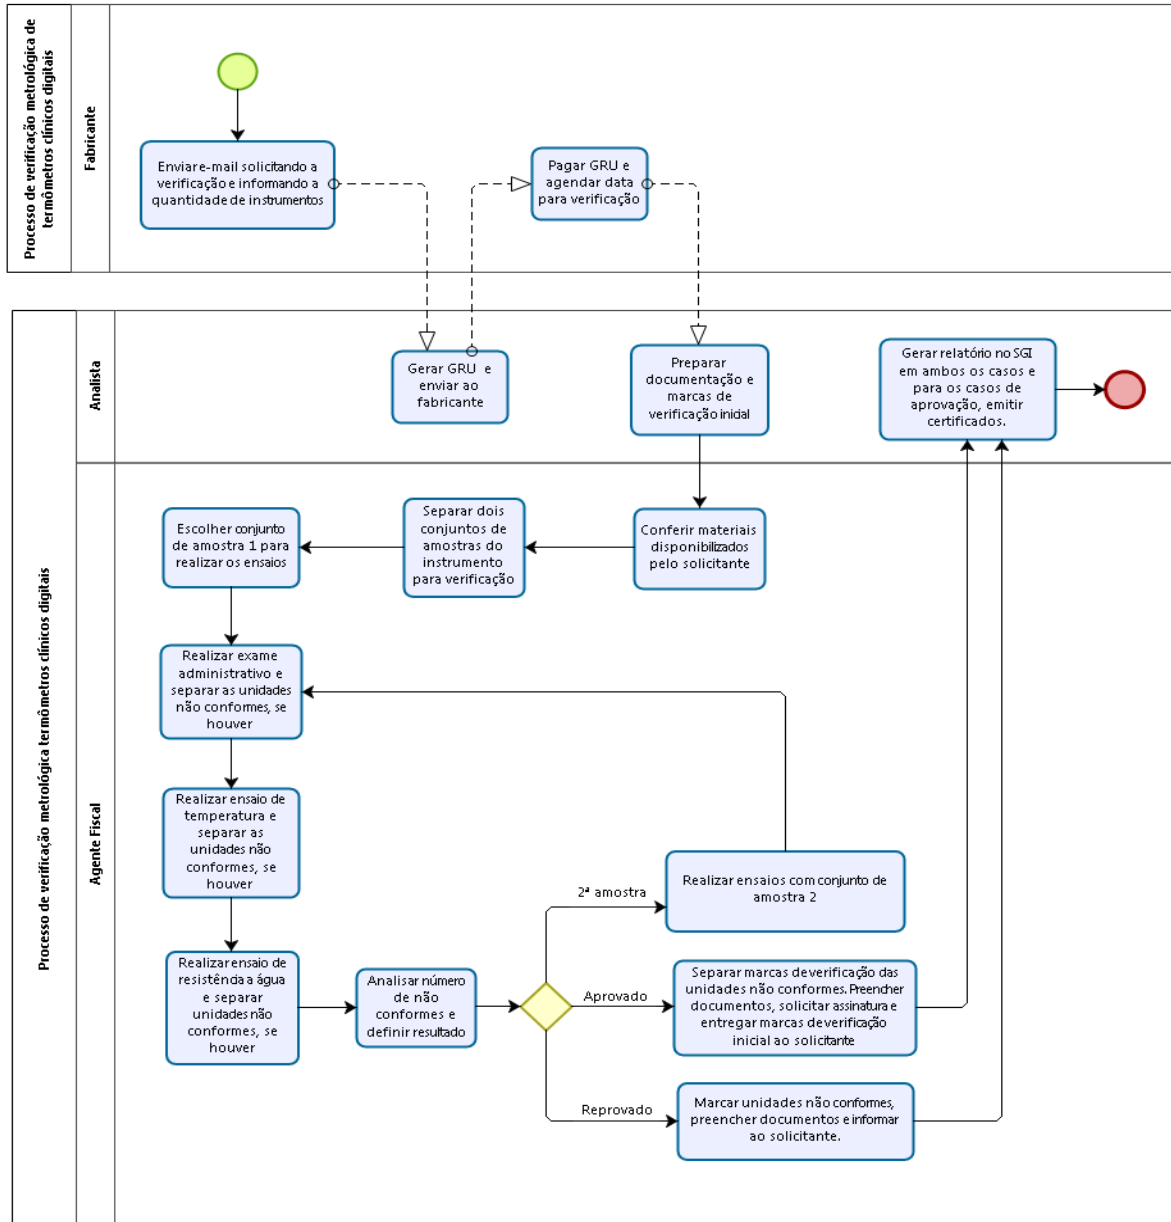 Processo de verificação metrológica de
termômetros clínicos digitais
Fabricante
Enviar e-mail solicitando a
verificação e informando a
quantidade de instrumentos
Pagar GRU e
agendar data
para verificação
Processo de verificação metrológica termômetros clínicos digitais
Analista
Gerar GRU e
enviar ao
fabricante
Preparar
documentação e
marcas de
verificação inicial
Gerar relatório no SGI
em ambos os casos e
para os casos de
aprovação, emitir
certificados.
Agente Fiscal
Escolher conjunto
de amostra 1 para
realizar os ensaios
Separar dois
conjuntos de
amostras do
instrumento
para verificação
Conferir materiais
disponibilizados
pelo solicitante
Realizar exame
administrativo e
separar as unidades
não conformes, se
houver
Realizar ensaio de
temperatura e
separar as
unidades não
conformes, se
houver
Realizar ensaio de
resistência a água
e separar
unidades não
conformes, se
houver
Analisar número
de não
conformes e
definir resultado
2ª amostra
Realizar ensaios com conjunto de
amostra 2
Aprovado
Separar marcas de verificação das
unidades não conformes. Preencher
documentos, solicitar assinatura e
entregar marcas de verificação
inicial ao solicitante
Reprovado
Marcar unidades não conformes,
preencher documentos e informar
ao solicitante.